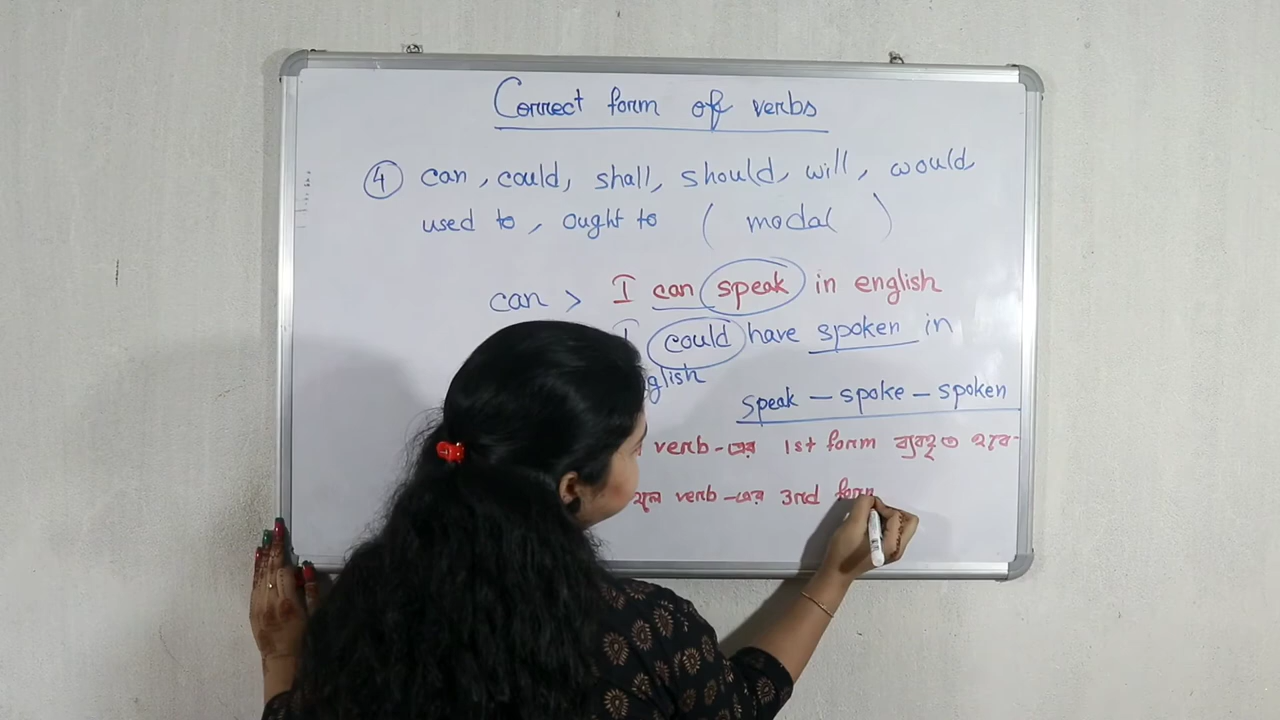 Correct form of verbs
④ can, could, shall, should, will, would,
used to, ought to ( modal )
can > I can speak in english
I could have spoken in
glish
speak – spoke – spoken
verb-এর 1st form ব্যবহৃত হবে-
মূল verb-এর 3rd form